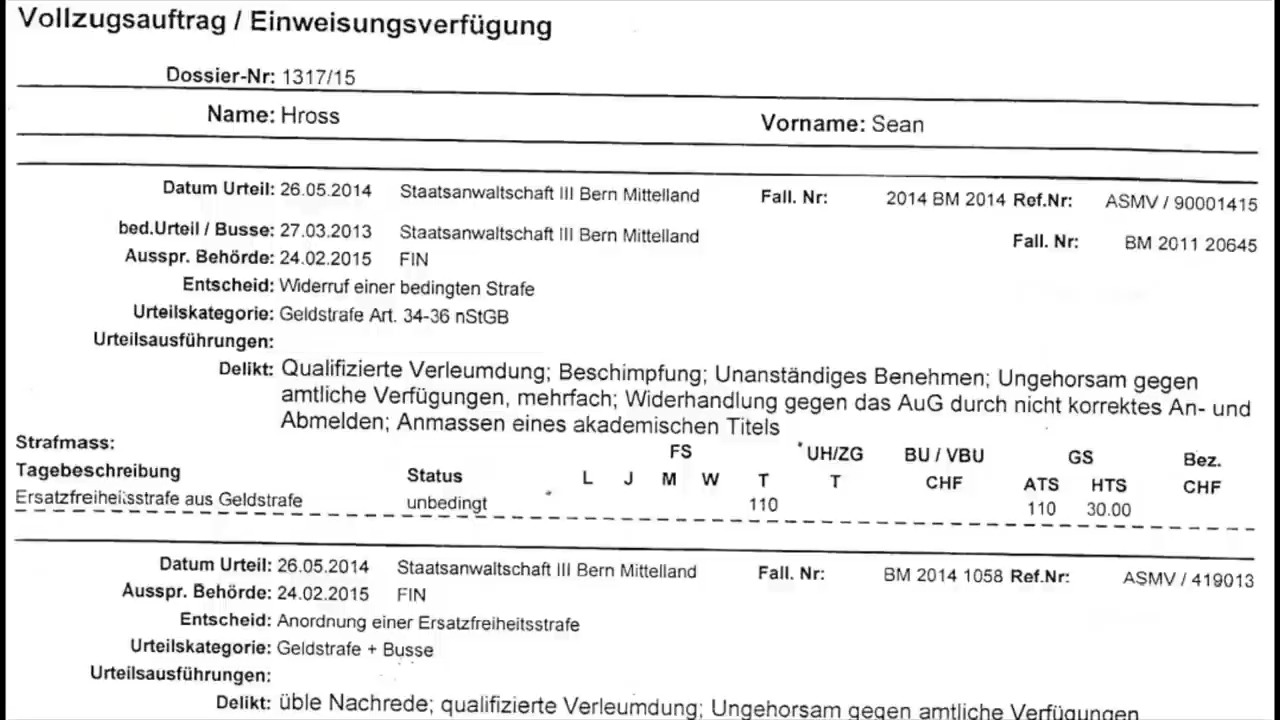 Vollzugsauftrag / Einweisungsverfügung
Dossier-Nr: 1317/15
Name: Hross Vorname: Sean
Datum Urteil: 26.05.2014 Staatsanwaltschaft III Bern Mittelland Fall. Nr: 2014 BM 2014 Ref.Nr: ASMV / 90001415
bed.Urteil / Busse: 27.03.2013 Staatsanwaltschaft III Bern Mittelland Fall. Nr: BM 2011 20645
Ausspr. Behörde: 24.02.2015 FIN
Entscheid: Widerruf einer bedingten Strafe
Urteilskategorie: Geldstrafe Art. 34-36 nStGB
Urteilsausführungen:
Delikt: Qualifizierte Verleumdung; Beschimpfung; Unanständiges Benehmen; Ungehorsam gegen
amtliche Verfügungen, mehrfach; Widerhandlung gegen das AuG durch nicht korrektes An- und
Abmelden; Anmassen eines akademischen Titels
Strafmass: FS UH/ZG BU / VBU GS Bez.
Tagebeschreibung Status L J M W T T CHF ATS HTS CHF
Ersatzfreiheitsstrafe aus Geldstrafe unbedingt 110 110 30.00
Datum Urteil: 26.05.2014 Staatsanwaltschaft III Bern Mittelland Fall. Nr: BM 2014 1058 Ref.Nr: ASMV / 419013
Ausspr. Behörde: 24.02.2015 FIN
Entscheid: Anordnung einer Ersatzfreiheitsstrafe
Urteilskategorie: Geldstrafe + Busse
Urteilsausführungen:
Delikt: üble Nachrede; qualifizierte Verleumdung; Ungehorsam gegen amtliche Verfügungen